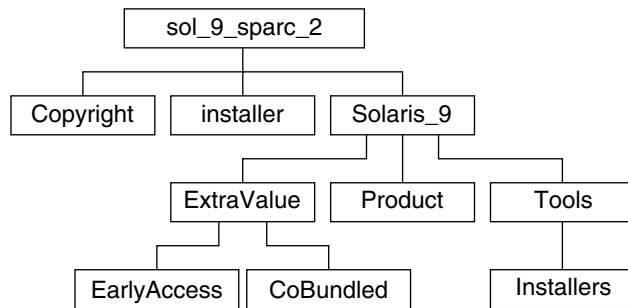 sol_9_sparc_2
Copyright
installer
Solaris_9
ExtraValue
Product
Tools
EarlyAccess
CoBundled
Installers